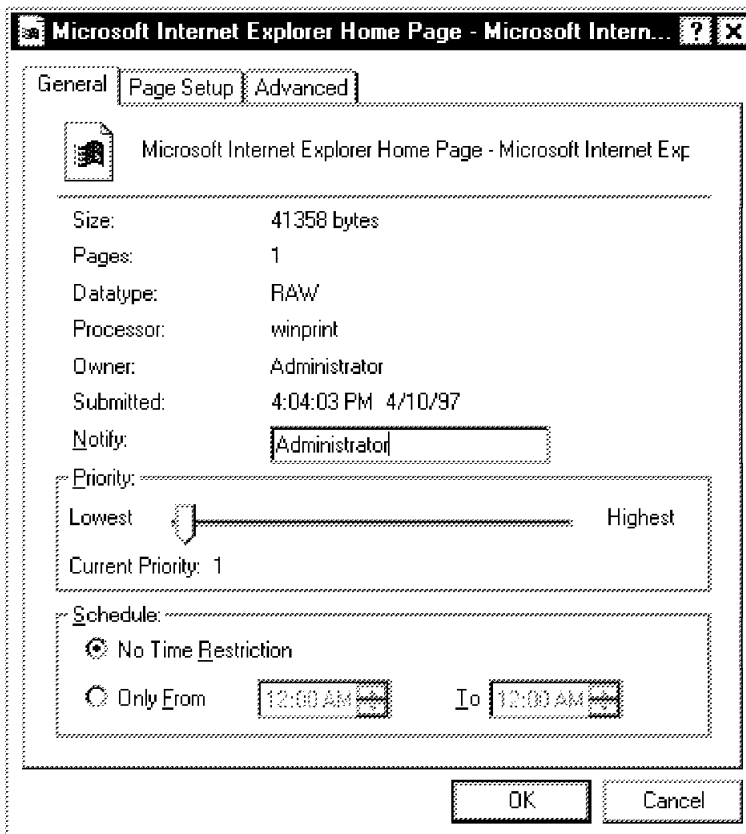 Microsoft Internet Explorer Home Page - Microsoft Intern... ? X
General Page Setup Advanced
Microsoft Internet Explorer Home Page - Microsoft Internet Exp
Size: 41358 bytes
Pages: 1
Datatype: RAW
Processor: winprint
Owner: Administrator
Submitted: 4:04:03 PM 4/10/97
Notify: Administrator
Priority:
Lowest Highest
Current Priority: 1
Schedule:
No Time Restriction
Only From 12:00 AM To 12:00 AM
OK Cancel